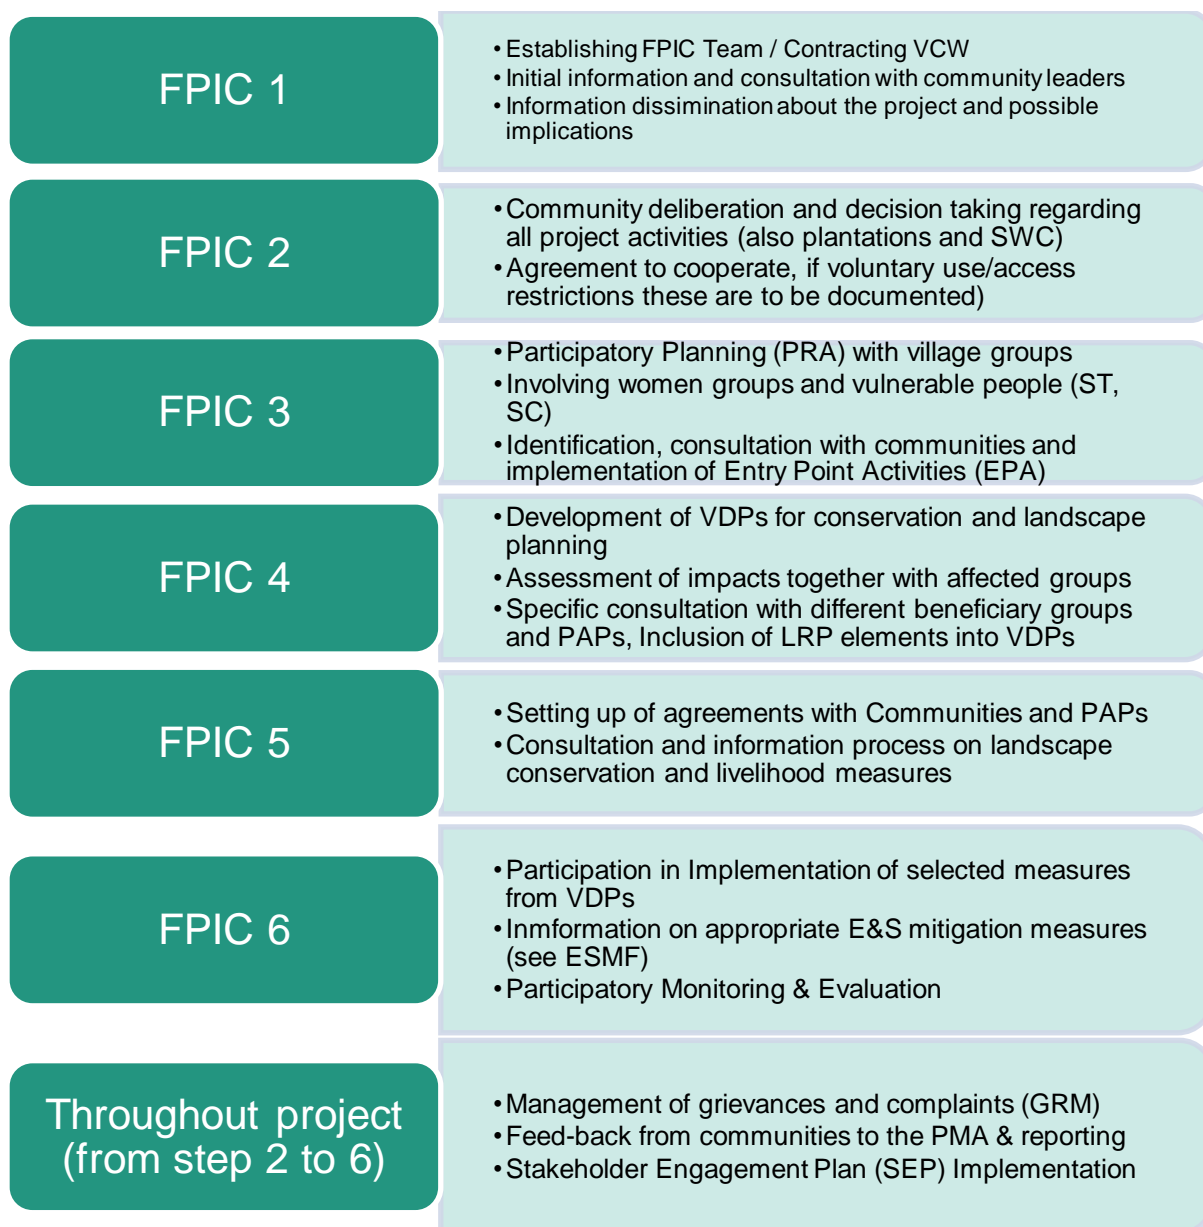 FPIC 1
• Establishing FPIC Team / Contracting VCW
• Initial information and consultation with community leaders
• Information dissimination about the project and possible
implications
FPIC 2
• Community deliberation and decision taking regarding
all project activities (also plantations and SWC)
• Agreement to cooperate, if voluntary use/access
restrictions these are to be documented)
FPIC 3
• Participatory Planning (PRA) with village groups
• Involving women groups and vulnerable people (ST,
SC)
• Identification, consultation with communities and
implementation of Entry Point Activities (EPA)
FPIC 4
• Development of VDPs for conservation and landscape
planning
• Assessment of impacts together with affected groups
• Specific consultation with different beneficiary groups
and PAPs, Inclusion of LRP elements into VDPs
FPIC 5
• Setting up of agreements with Communities and PAPs
• Consultation and information process on landscape
conservation and livelihood measures
FPIC 6
• Participation in Implementation of selected measures
from VDPs
• Inmformation on appropriate E&S mitigation measures
(see ESMF)
• Participatory Monitoring & Evaluation
Throughout project
(from step 2 to 6)
• Management of grievances and complaints (GRM)
• Feed-back from communities to the PMA & reporting
• Stakeholder Engagement Plan (SEP) Implementation